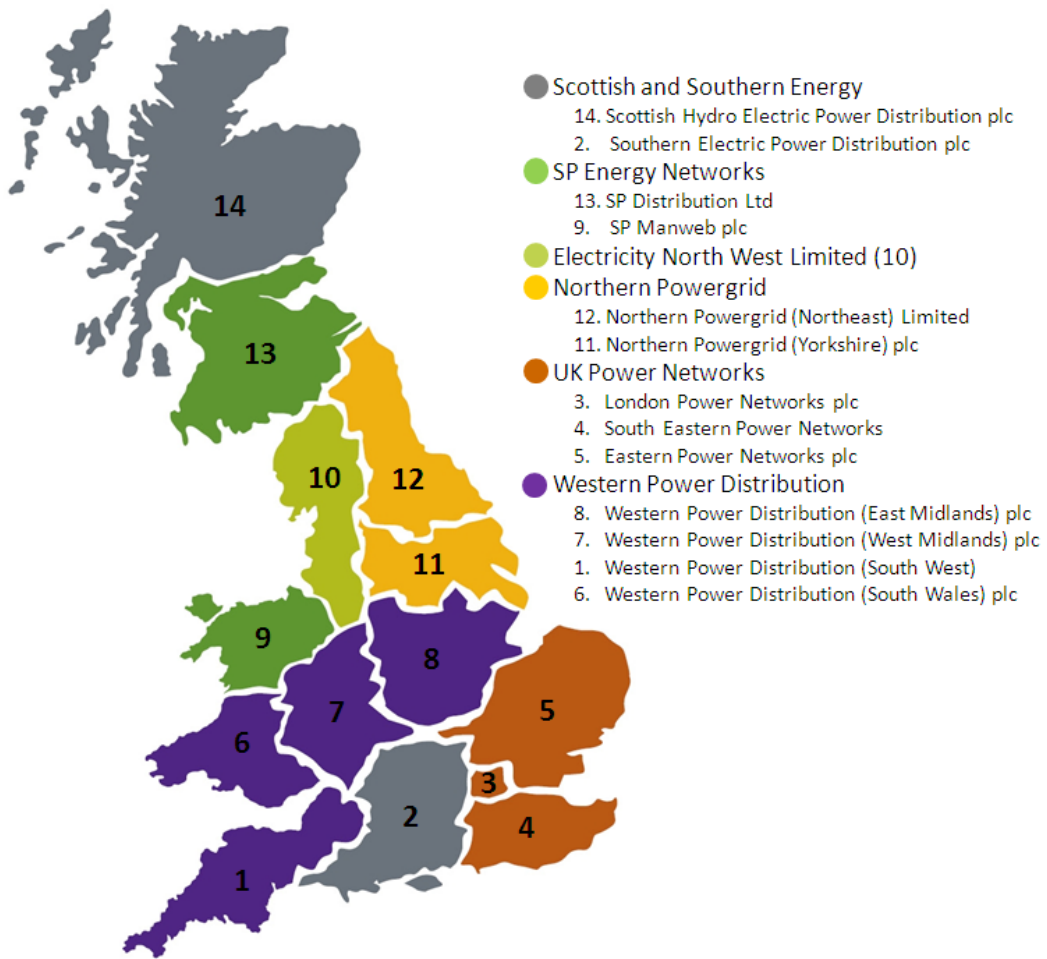 Scottish and Southern Energy
14. Scottish Hydro Electric Power Distribution plc
2. Southern Electric Power Distribution plc
SP Energy Networks
13. SP Distribution Ltd
9. SP Manweb plc
Electricity North West Limited (10)
Northern Powergrid
12. Northern Powergrid (Northeast) Limited
11. Northern Powergrid (Yorkshire) plc
UK Power Networks
3. London Power Networks plc
4. South Eastern Power Networks
5. Eastern Power Networks plc
Western Power Distribution
8. Western Power Distribution (East Midlands) plc
7. Western Power Distribution (West Midlands) plc
1. Western Power Distribution (South West)
6. Western Power Distribution (South Wales) plc
14
13
10
12
11
9
8
7
6
5
3
2
4
1